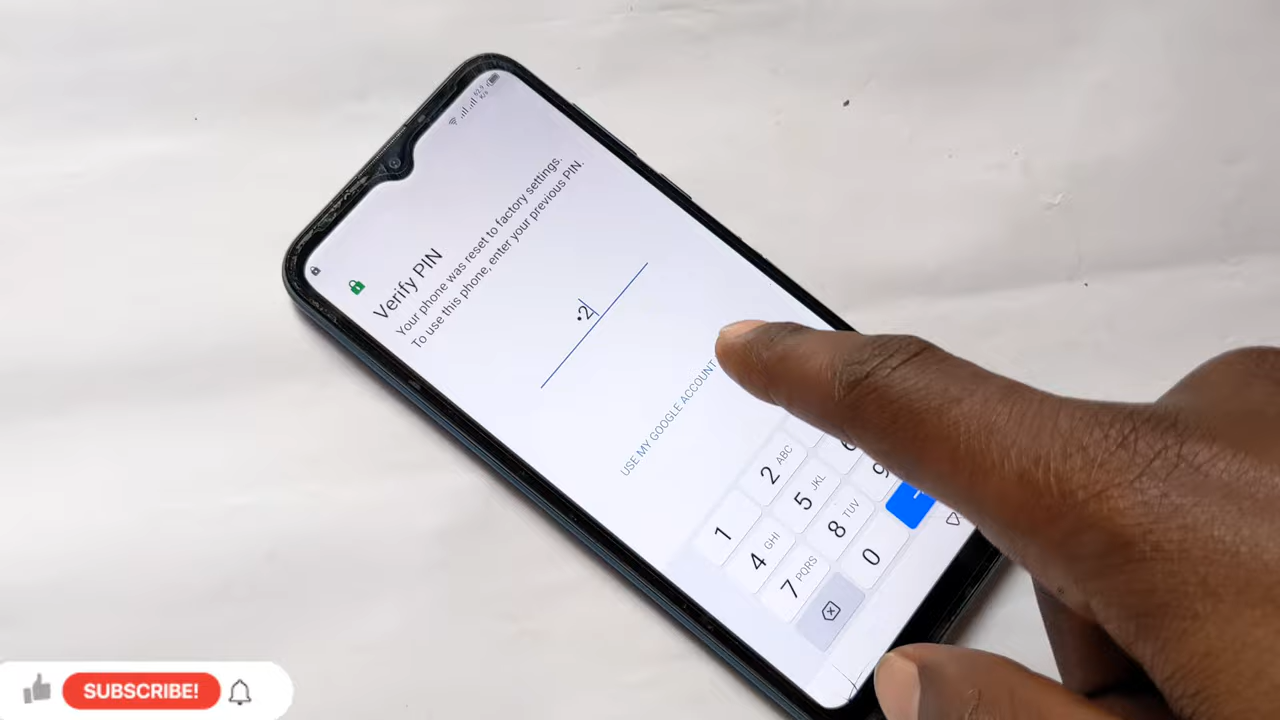 Verify PIN
Your phone was reset to factory settings.
To use this phone, enter your previous PIN.
•2
USE MY GOOGLE ACCOUNT
1
2 ABC
4 GHI
5 JKL
7 PQRS
8 TUV
9
0
SUBSCRIBE!